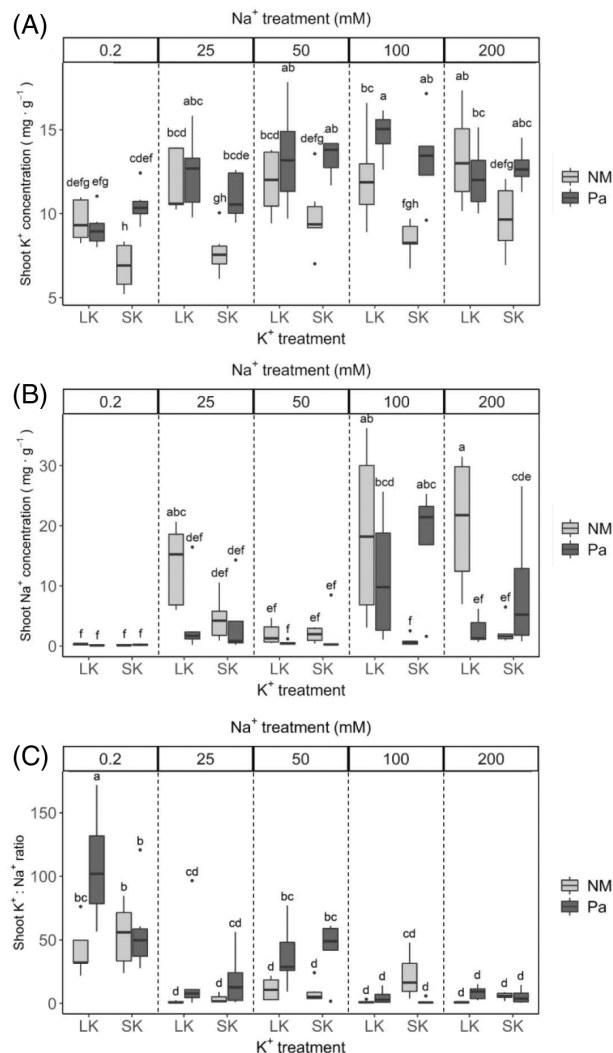 (A)
Na+ treatment (mM)
0.2 25 50 100 200
Shoot K+ concentration ( mg · g−1)
15
10
5
defg efg h cdef bcd abc gh bcde bcd ab defg ab bc a fgh ab ab bc defg abc
LK SK LK SK LK SK LK SK LK SK
K+ treatment
NM
Pa
(B)
Na+ treatment (mM)
0.2 25 50 100 200
Shoot Na+ concentration ( mg · g−1)
30
20
10
0
f f f f abc def def def ef f ef ef ab bcd ef abc a ef ef cde
LK SK LK SK LK SK LK SK LK SK
K+ treatment
NM
Pa
(C)
Na+ treatment (mM)
0.2 25 50 100 200
Shoot K+ : Na+ ratio
150
100
50
0
bc a b b d cd d cd d bc d bc d d cd d d d d d
LK SK LK SK LK SK LK SK LK SK
K+ treatment
NM
Pa